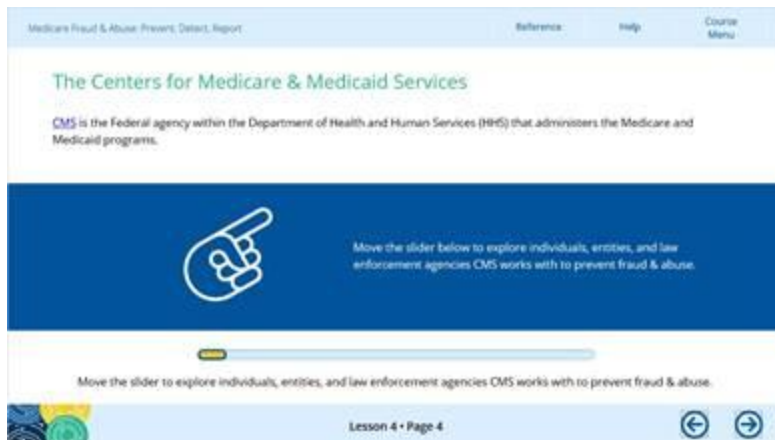 Medicare Fraud & Abuse: Prevent, Detect, Report
Reference
Help
Course
Menu
The Centers for Medicare & Medicaid Services
CMS is the Federal agency within the Department of Health and Human Services (HHS) that administers the Medicare and
Medicaid programs.
Move the slider below to explore individuals, entities, and law
enforcement agencies CMS works with to prevent fraud & abuse.
Move the slider to explore individuals, entities, and law enforcement agencies CMS works with to prevent fraud & abuse.
Lesson 4 • Page 4